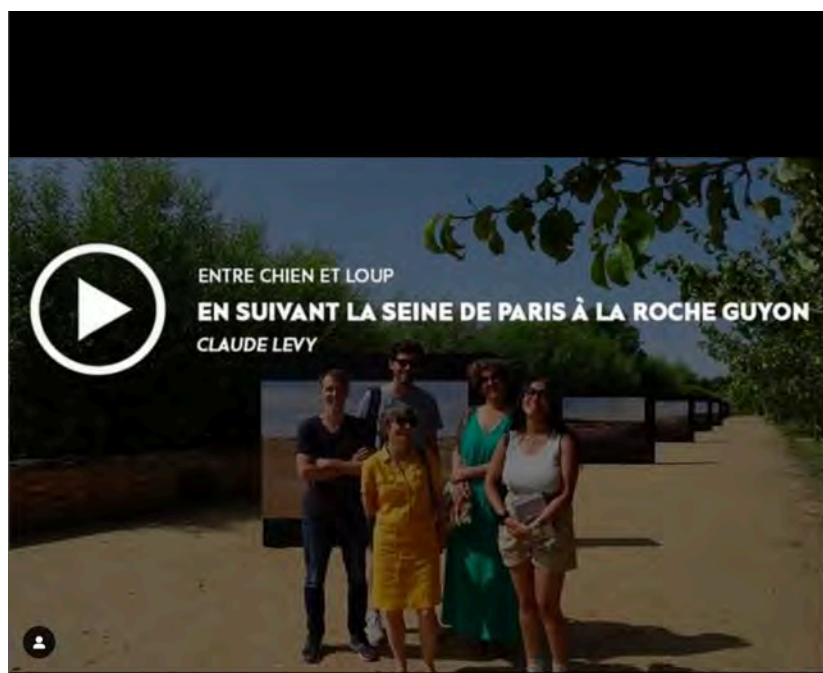 ENTRE CHIEN ET LOUP
EN SUIVANT LA SEINE DE PARIS À LA ROCHE GUYON
CLAUDE LEVY